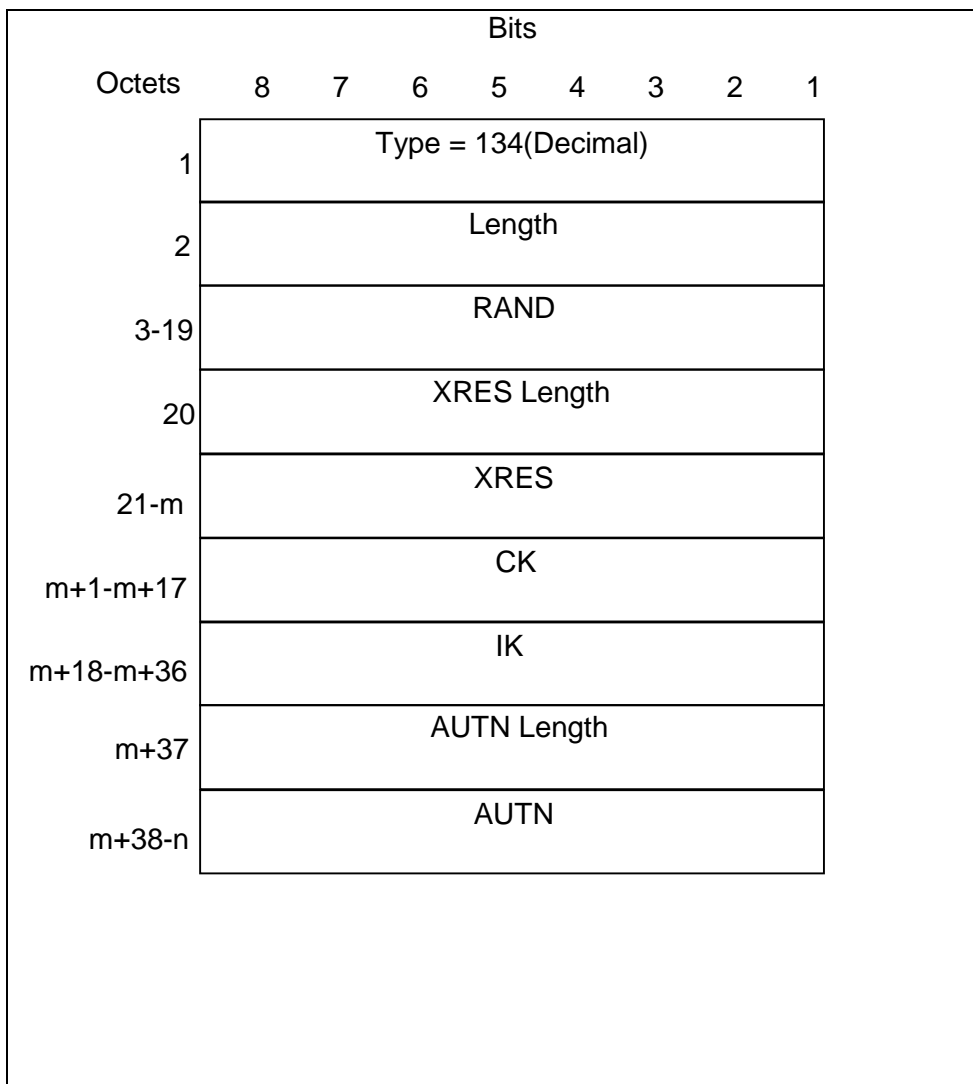 Bits
Octets 8 7 6 5 4 3 2 1
1 Type = 134(Decimal)
2 Length
3-19 RAND
20 XRES Length
21-m XRES
m+1-m+17 CK
m+18-m+36 IK
m+37 AUTN Length
m+38-n AUTN